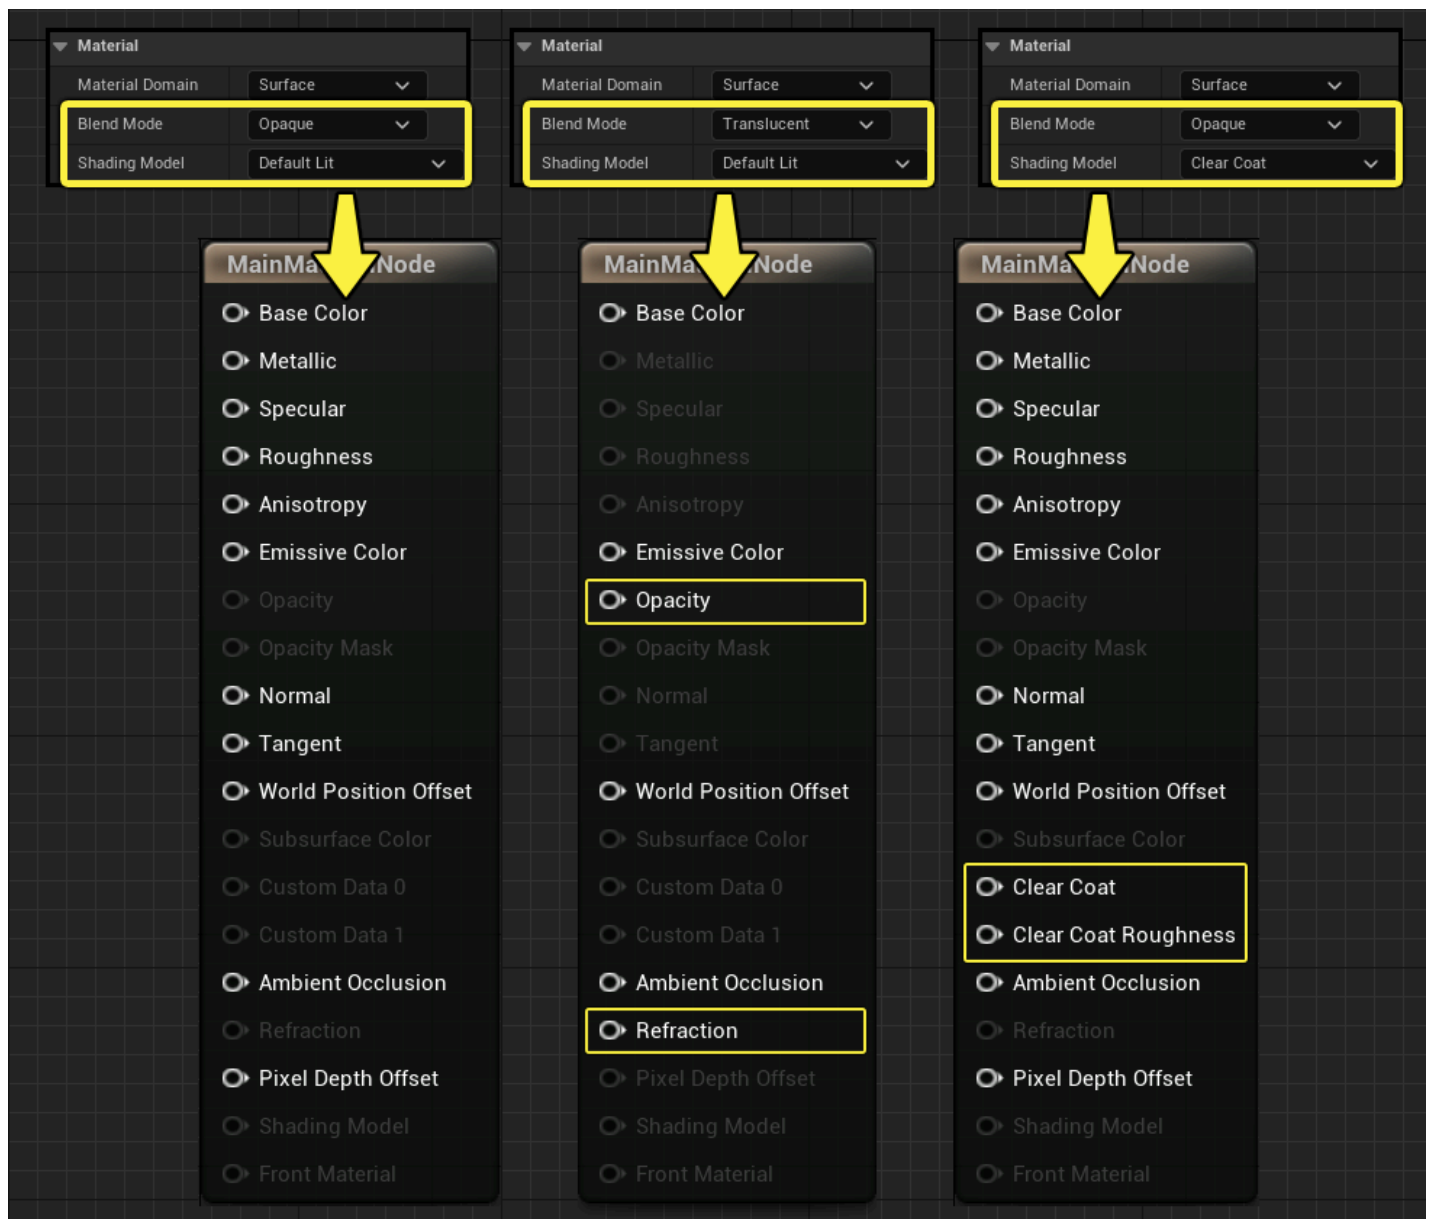 Material
Material Domain Surface
Blend Mode Opaque
Shading Model Default Lit
Material
Material Domain Surface
Blend Mode Translucent
Shading Model Default Lit
Material
Material Domain Surface
Blend Mode Opaque
Shading Model Clear Coat
MainMa Node
Base Color
Metallic
Specular
Roughness
Anisotropy
Emissive Color
Opacity
Opacity Mask
Normal
Tangent
World Position Offset
Subsurface Color
Custom Data 0
Custom Data 1
Ambient Occlusion
Refraction
Pixel Depth Offset
Shading Model
Front Material
MainMa Node
Base Color
Metallic
Specular
Roughness
Anisotropy
Emissive Color
Opacity
Opacity Mask
Normal
Tangent
World Position Offset
Subsurface Color
Custom Data 0
Custom Data 1
Ambient Occlusion
Refraction
Pixel Depth Offset
Shading Model
Front Material
MainMa Node
Base Color
Metallic
Specular
Roughness
Anisotropy
Emissive Color
Opacity
Opacity Mask
Normal
Tangent
World Position Offset
Subsurface Color
Clear Coat
Clear Coat Roughness
Ambient Occlusion
Refraction
Pixel Depth Offset
Shading Model
Front Material